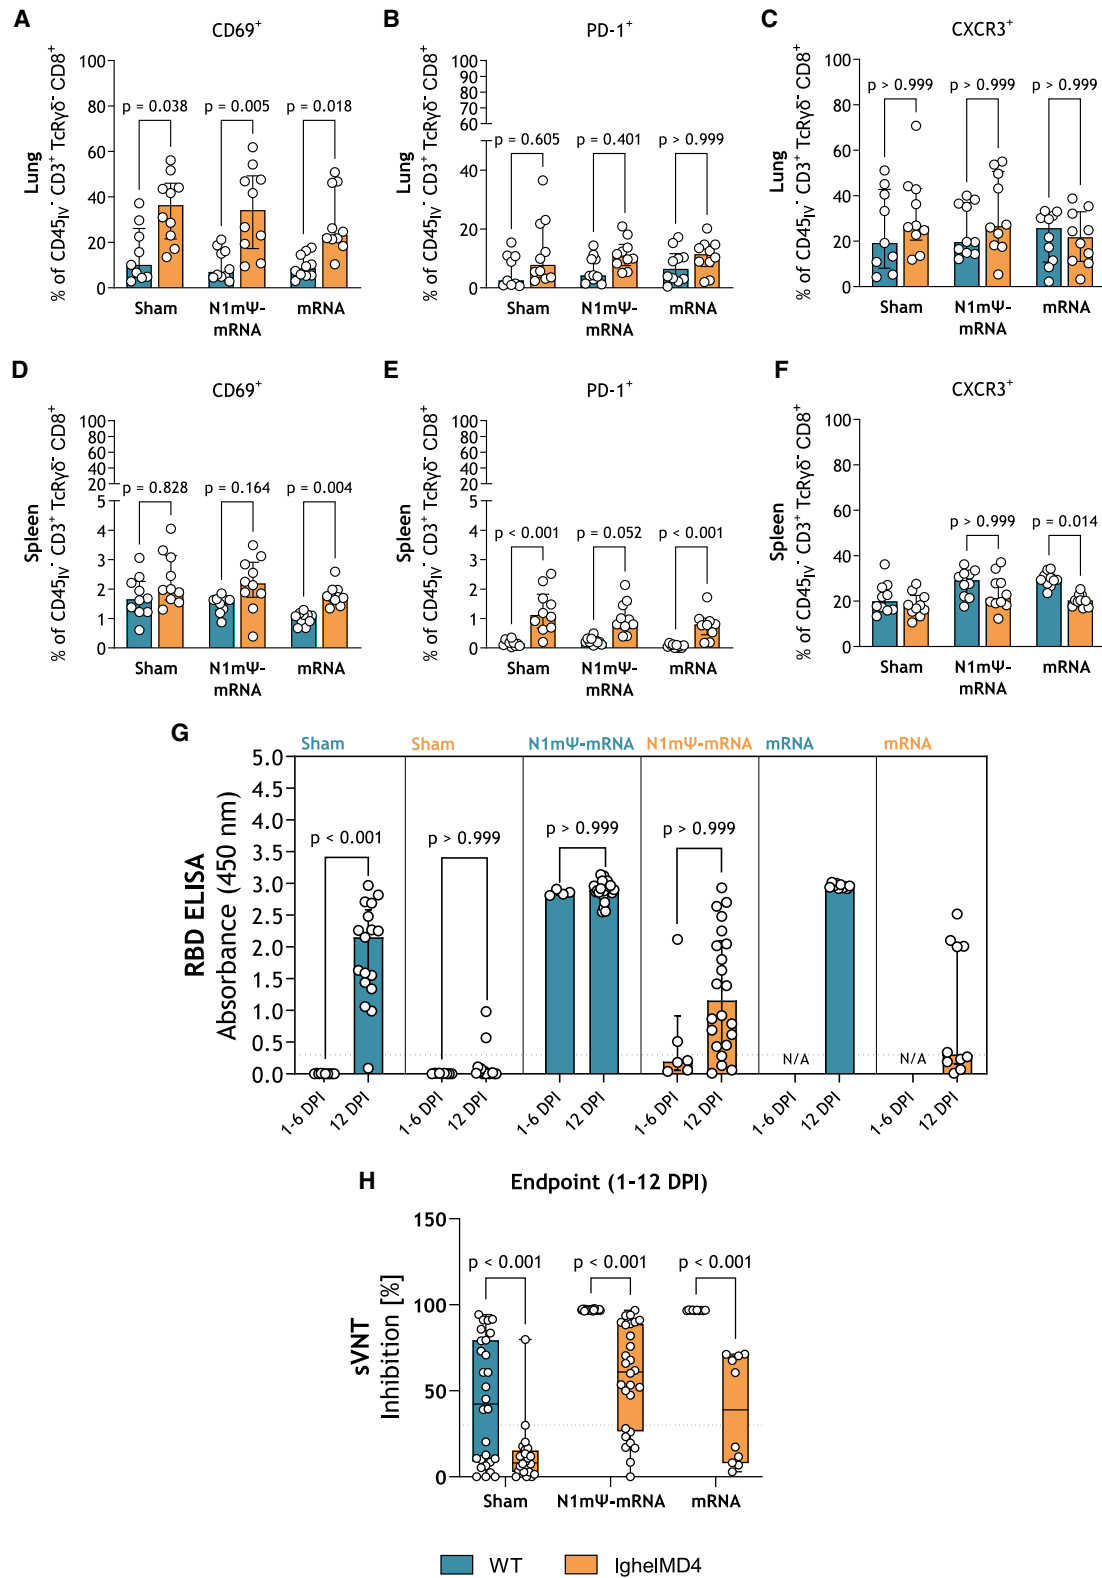 A
CD69+
Lung
% of CD45IV- CD3+ TcRγδ- CD8+
100
80
60
40
20
0
p = 0.038
p = 0.005
p = 0.018
Sham
N1mΨ-
mRNA
mRNA
B
PD-1+
Lung
% of CD45IV- CD3+ TcRγδ- CD8+
100
90
80
70
60
40
20
0
p = 0.605
p = 0.401
p > 0.999
Sham
N1mΨ-
mRNA
mRNA
C
CXCR3+
Lung
% of CD45IV- CD3+ TcRγδ- CD8+
100
80
60
40
20
0
p > 0.999
p > 0.999
p > 0.999
Sham
N1mΨ-
mRNA
mRNA
D
CD69+
Spleen
% of CD45IV- CD3+ TcRγδ- CD8+
100
80
60
40
20
5
4
3
2
1
0
p = 0.828
p = 0.164
p = 0.004
Sham
N1mΨ-
mRNA
mRNA
E
PD-1+
Spleen
% of CD45IV- CD3+ TcRγδ- CD8+
100
80
60
40
20
5
4
3
2
1
0
p < 0.001
p = 0.052
p < 0.001
Sham
N1mΨ-
mRNA
mRNA
F
CXCR3+
Spleen
% of CD45IV- CD3+ TcRγδ- CD8+
100
80
60
40
20
0
p > 0.999
p = 0.014
Sham
N1mΨ-
mRNA
mRNA
G
Sham
Sham
N1mΨ-mRNA
N1mΨ-mRNA
mRNA
mRNA
RBD ELISA
Absorbance (450 nm)
5.0
4.5
4.0
3.5
3.0
2.5
2.0
1.5
1.0
0.5
0.0
p < 0.001
p > 0.999
p > 0.999
p > 0.999
N/A
N/A
1-6 DPI
12 DPI
1-6 DPI
12 DPI
1-6 DPI
12 DPI
1-6 DPI
12 DPI
1-6 DPI
12 DPI
1-6 DPI
12 DPI
H
Endpoint (1-12 DPI)
sVNT
Inhibition [%]
150
100
50
0
p < 0.001
p < 0.001
p < 0.001
Sham
N1mΨ-mRNA
mRNA
WT
IghelMD4